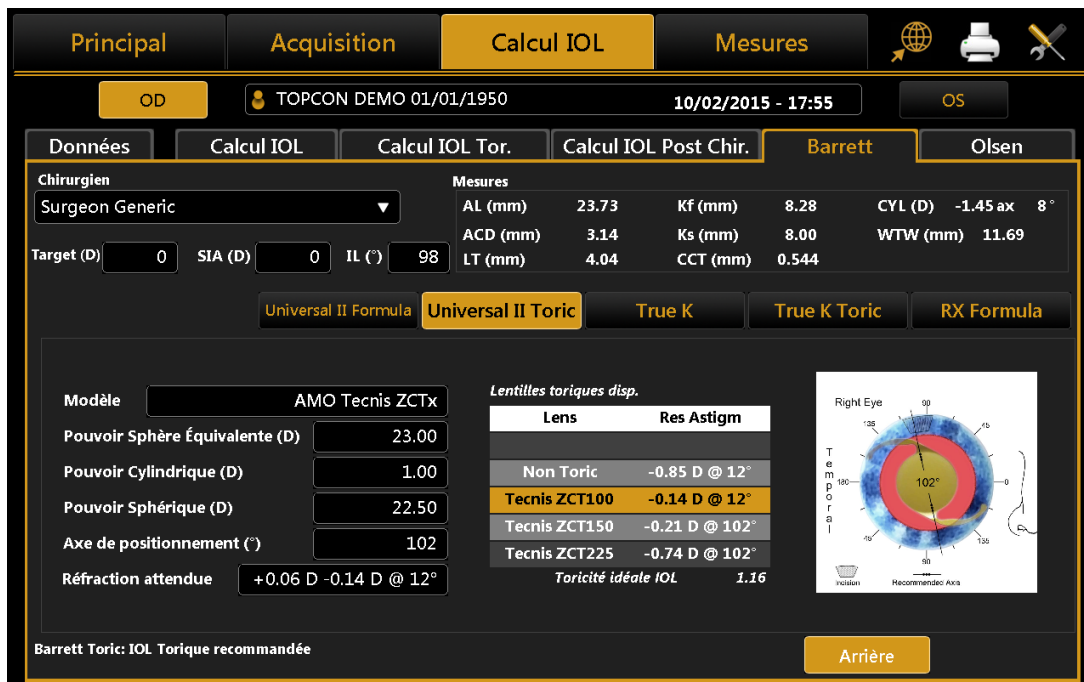 Principal Acquisition Calcul IOL Mesures
OD TOPCON DEMO 01/01/1950 10/02/2015 - 17:55 OS
Données Calcul IOL Calcul IOL Tor. Calcul IOL Post Chir. Barrett Olsen
Chirurgien
Surgeon Generic
Target (D) 0 SIA (D) 0 IL (°) 98
Mesures
AL (mm) 23.73 Kf (mm) 8.28 CYL (D) -1.45 ax 8°
ACD (mm) 3.14 Ks (mm) 8.00 WTW (mm) 11.69
LT (mm) 4.04 CCT (mm) 0.544
Universal II Formula Universal II Toric True K True K Toric RX Formula
Modèle AMO Tecnis ZCTx
Pouvoir Sphère Équivalente (D) 23.00
Pouvoir Cylindrique (D) 1.00
Pouvoir Sphérique (D) 22.50
Axe de positionnement (°) 102
Réfraction attendue +0.06 D -0.14 D @ 12°
Lentilles toriques disp.
Lens Res Astigm
Non Toric -0.85 D @ 12°
Tecnis ZCT100 -0.14 D @ 12°
Tecnis ZCT150 -0.21 D @ 102°
Tecnis ZCT225 -0.74 D @ 102°
Toricité idéale IOL 1.16
Right Eye 90
135 45
Temporal
180 102° 0
45 135
90
Incision Recommended Axis
Barrett Toric: IOL Torique recommandée
Arrière